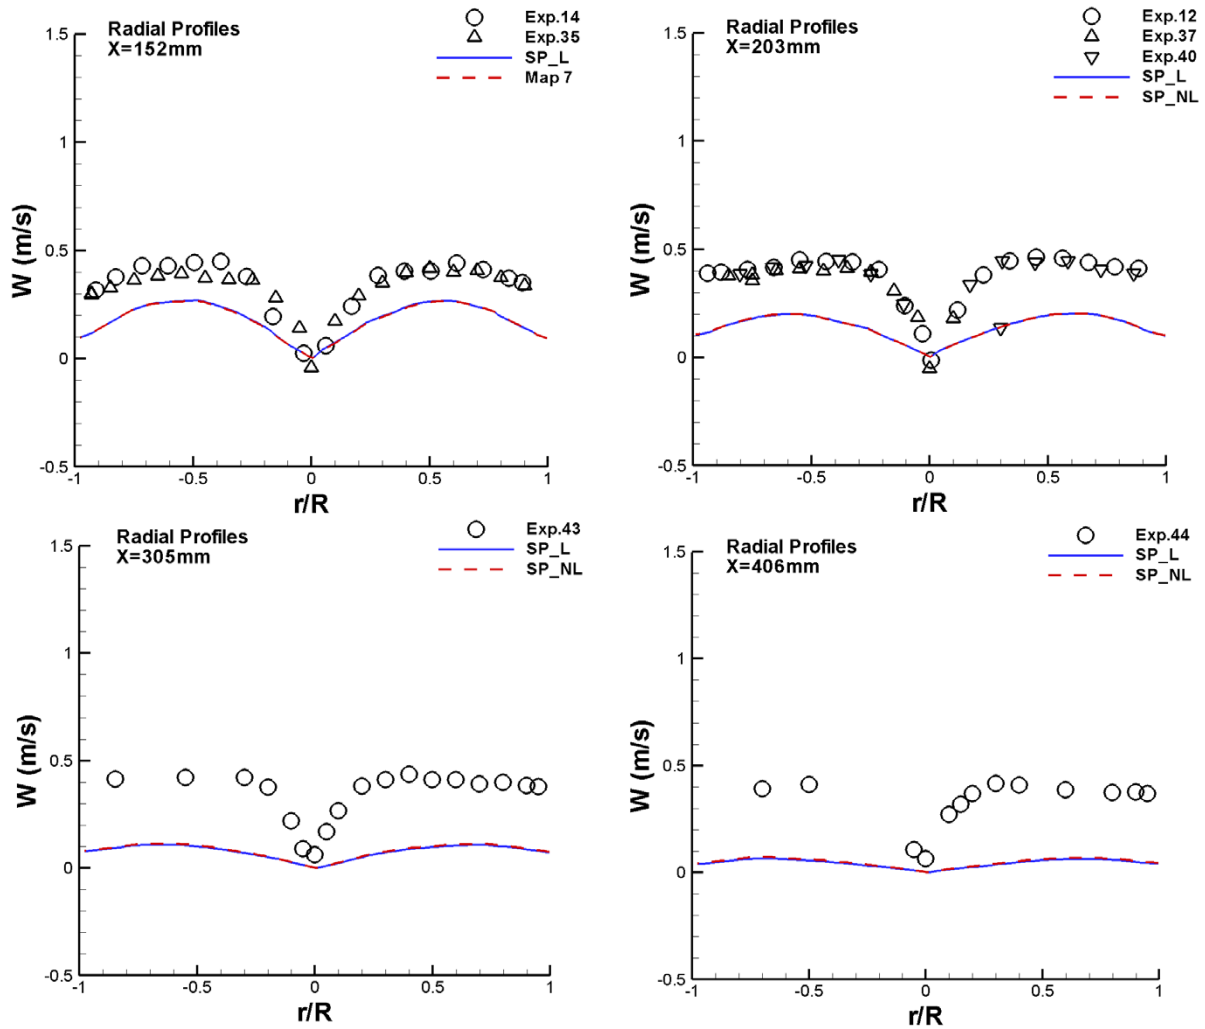 Radial Profiles
X=152mm
Exp.14
Exp.35
SP_L
Map 7
1.5
1
0.5
0
-0.5
W (m/s)
-1
-0.5
0
0.5
1
r/R
Radial Profiles
X=203mm
Exp.12
Exp.37
Exp.40
SP_L
SP_NL
1.5
1
0.5
0
-0.5
W (m/s)
-1
-0.5
0
0.5
1
r/R
Radial Profiles
X=305mm
Exp.43
SP_L
SP_NL
1.5
1
0.5
0
-0.5
W (m/s)
-1
-0.5
0
0.5
1
r/R
Radial Profiles
X=406mm
Exp.44
SP_L
SP_NL
1.5
1
0.5
0
-0.5
W (m/s)
-1
-0.5
0
0.5
1
r/R